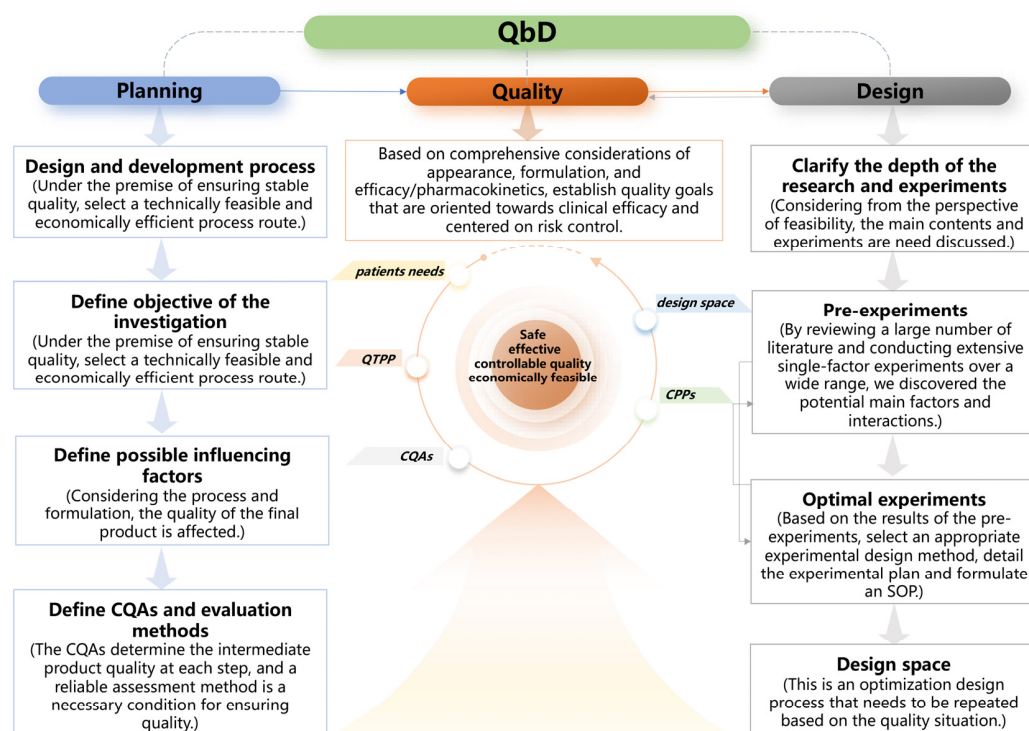 QbD
Planning
Quality
Design
Design and development process
(Under the premise of ensuring stable
quality, select a technically feasible and
economically efficient process route.)
Define objective of the
investigation
(Under the premise of ensuring stable
quality, select a technically feasible and
economically efficient process route.)
Define possible influencing
factors
(Considering the process and
formulation, the quality of the final
product is affected.)
Define CQAs and evaluation
methods
(The CQAs determine the intermediate
product quality at each step, and a
reliable assessment method is a
necessary condition for ensuring
quality.)
Based on comprehensive considerations of
appearance, formulation, and
efficacy/pharmacokinetics, establish quality goals
that are oriented towards clinical efficacy and
centered on risk control.
patients needs
QTPP
CQAs
Safe
effective
controllable quality
economically feasible
design space
CPPs
Clarify the depth of the
research and experiments
(Considering from the perspective
of feasibility, the main contents and
experiments are need discussed.)
Pre-experiments
(By reviewing a large number of
literature and conducting extensive
single-factor experiments over a
wide range, we discovered the
potential main factors and
interactions.)
Optimal experiments
(Based on the results of the pre-
experiments, select an appropriate
experimental design method, detail
the experimental plan and formulate
an SOP.)
Design space
(This is an optimization design
process that needs to be repeated
based on the quality situation.)